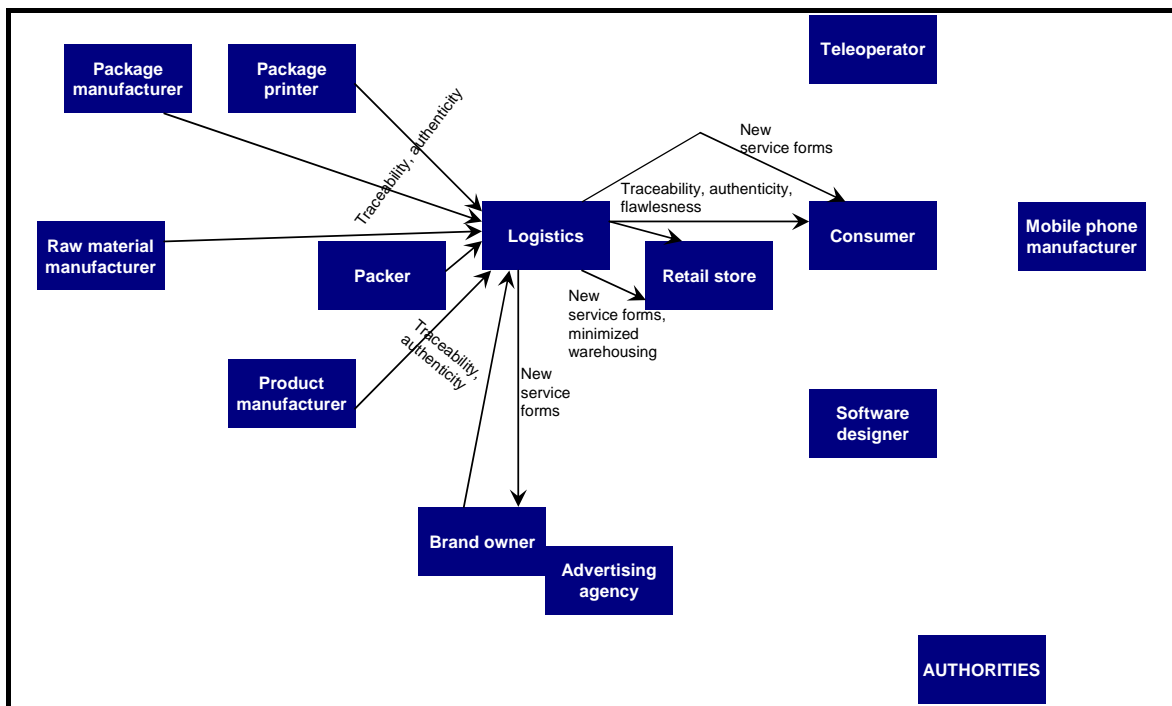 Teleoperator
Package
manufacturer
Package
printer
New
service forms
Traceability, authenticity
Traceability, authenticity,
flawlesness
Raw material
manufacturer
Logistics
Consumer
Mobile phone
manufacturer
Packer
Retail store
New
service forms,
minimized
warehousing
Traceability,
authenticity
Product
manufacturer
New
service
forms
Software
designer
Brand owner
Advertising
agency
AUTHORITIES